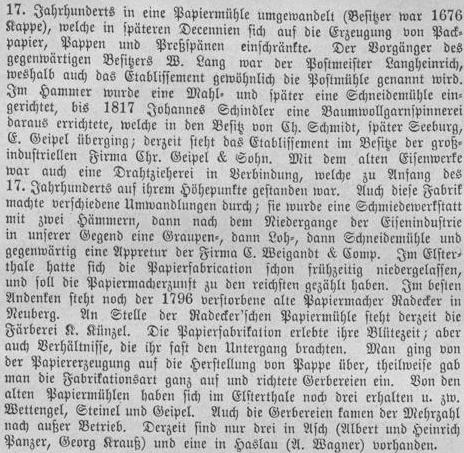 17. Jahrhunderts in eine Papiermühle umgewandelt (Besitzer war 1676
Kappe), welche in späteren Decennien sich auf die Erzeugung von Pack-
papier, Pappen und Preßspänen einschränkte. Der Vorgänger des
gegenwärtigen Besitzers W. Lang war der Postmeister Langheinrich,
weshalb auch das Etablissement gewöhnlich die Postmühle genannt wird.
Im Hammer wurde eine Mahl- und später eine Schneidemühle ein-
gerichtet, bis 1817 Johannes Schindler eine Baumwollgarnspinnerei
daraus errichtete, welche in den Besitz von Ch. Schmidt, später Seeburg,
E. Geipel überging; derzeit steht das Etablissement im Besitze der groß-
industriellen Firma Chr. Geipel & Sohn. Mit dem alten Eisenwerke
war auch eine Drahtzieherei in Verbindung, welche zu Anfang des
17. Jahrhunderts auf ihrem Höhepunkte gestanden war. Auch diese Fabrik
machte verschiedene Umwandlungen durch; sie wurde eine Schmiedewerkstatt
mit zwei Hämmern, dann nach dem Niedergange der Eisenindustrie
in unserer Gegend eine Graupen-, dann Loh-, dann Schneidemühle und
gegenwärtig eine Appretur der Firma C. Weigandt & Comp. Im Elster-
thale hatte sich die Papierfabrication schon frühzeitig niedergelassen,
und soll die Papiermacherzunft zu den reichsten gezählt haben. Im besten
Andenken steht noch der 1796 verstorbene alte Papiermacher Radecker in
Neuberg. An Stelle der Radecker'schen Papiermühle steht derzeit die
Färberei K. Künzel. Die Papierfabrikation erlebte ihre Blütezeit; aber
auch Verhältnisse, die ihr fast den Untergang brachten. Man ging von
der Papiererzeugung auf die Herstellung von Pappe über, theilweise gab
man die Fabrikationsart ganz auf und richtete Gerbereien ein. Von den
alten Papiermühlen haben sich im Elsterthale noch drei erhalten u. zw.
Wettengel, Steinel und Geipel. Auch die Gerbereien kamen der Mehrzahl
nach außer Betrieb. Derzeit sind nur drei in Asch (Albert und Heinrich
Panzer, Georg Krauß) und eine in Haslau (A. Wagner) vorhanden.